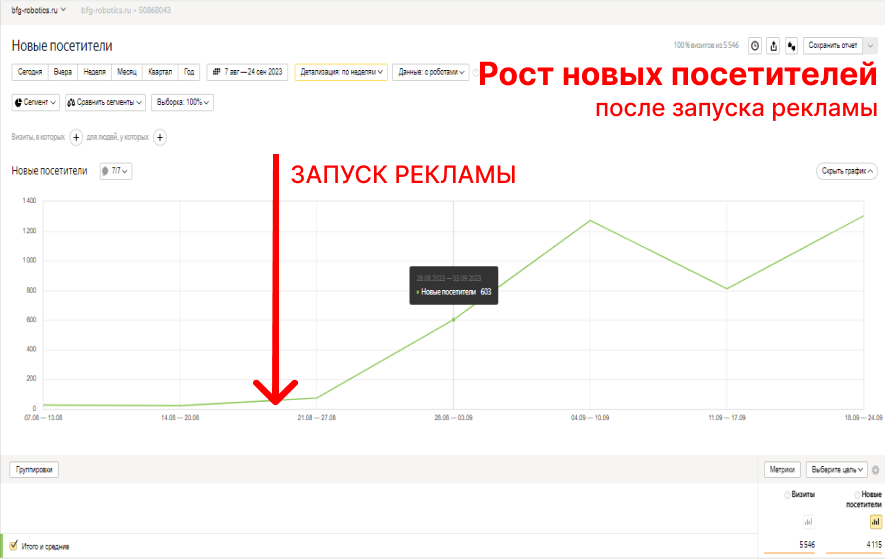 bfg-robotics.ru bfg-robotics.ru • 50868043
Новые посетители
100% визитов из 5 546 Сохранить отчет
Сегодня Вчера Неделя Месяц Квартал Год 7 авг — 24 сен 2023 Детализация: по неделям Данные: с роботами
Рост новых посетителей
после запуска рекламы
Сегмент Сравнить сегменты Выборка: 100%
Визиты, в которых + для людей, у которых +
ЗАПУСК РЕКЛАМЫ
Новые посетители 7/7 Скрыть график
1 400
1 200
1 000
800
600
400
200
0
28.08.2023 — 03.09.2023
Новые посетители 603
07.08 — 13.08 14.08 — 20.08 21.08 — 27.08 28.08 — 03.09 04.09 — 10.09 11.09 — 17.09 18.09 — 24.09
Группировки Метрики Выберите цель
Визиты Новые
посетители
Итого и средние 5 546 4 115